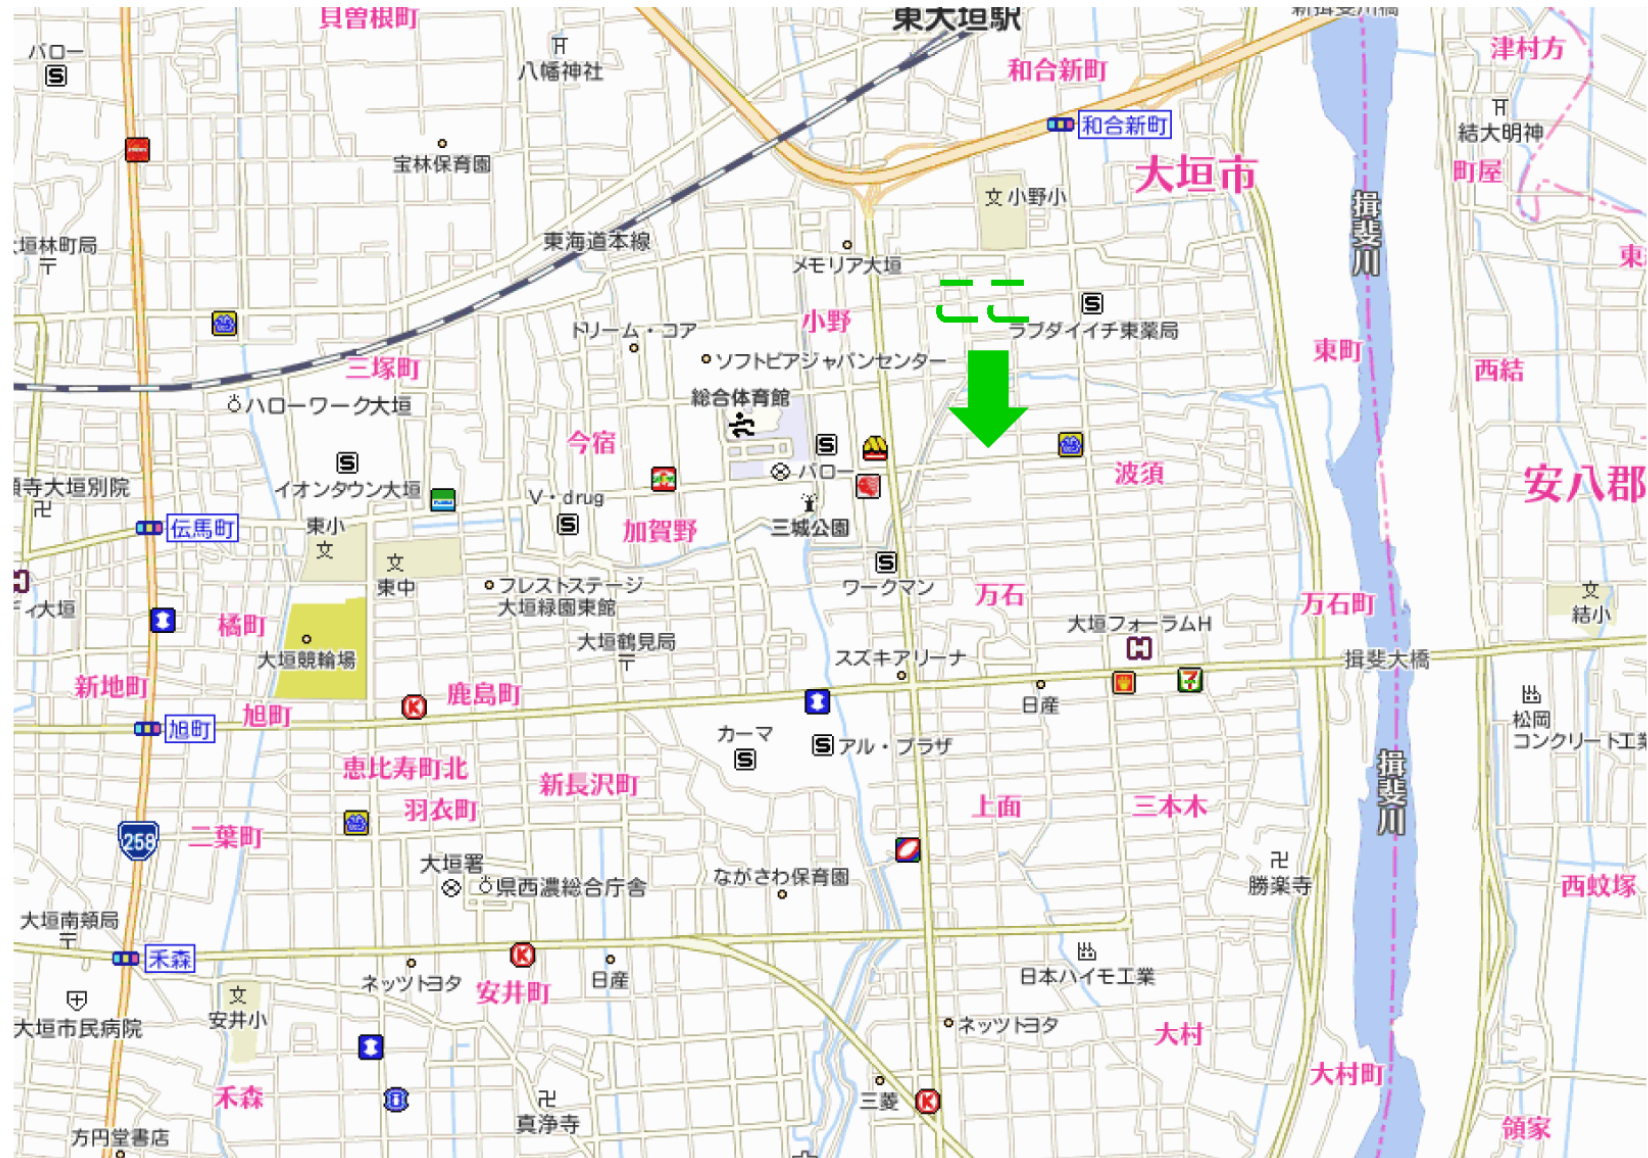 貝曽根町
東大垣駅
新揖斐川橋
バロー
八幡神社
和合新町
津村方
和合新町
結大明神
宝林保育園
大垣市
町屋
小野小
揖斐川
垣林町局
東海道本線
メモリア大垣
小野
ドリーム・コア
ラブダイイチ東薬局
三塚町
ソフトピアジャパンセンター
東町
西結
ハローワーク大垣
総合体育館
今宿
バロー
波須
安八郡
寺大垣別院
イオンタウン大垣
V・drug
加賀野
三城公園
伝馬町
東小
東中
フレストステージ
大垣緑園東館
ワークマン
万石
万石町
結小
ディ大垣
橘町
大垣競輪場
大垣鶴見局
大垣フォーラムH
スズキアリーナ
揖斐大橋
新地町
旭町
鹿島町
日産
松岡
コンクリート工業
旭町
カーマ
アル・プラザ
恵比寿町北
新長沢町
揖斐川
羽衣町
上面
三本木
258
二葉町
大垣署
県西濃総合庁舎
ながさわ保育園
勝楽寺
西蚊塚
大垣南頬局
禾森
ネッツトヨタ
日産
日本ハイモ工業
安井町
大垣市民病院
安井小
ネッツトヨタ
大村
大村町
禾森
真浄寺
三菱
領家
方円堂書店